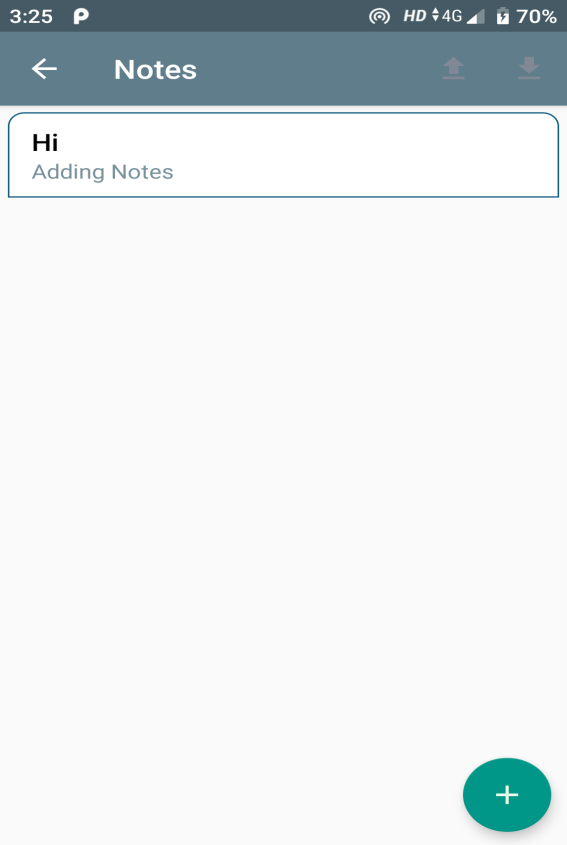 3:25 HD 4G 70%
Notes
Hi
Adding Notes